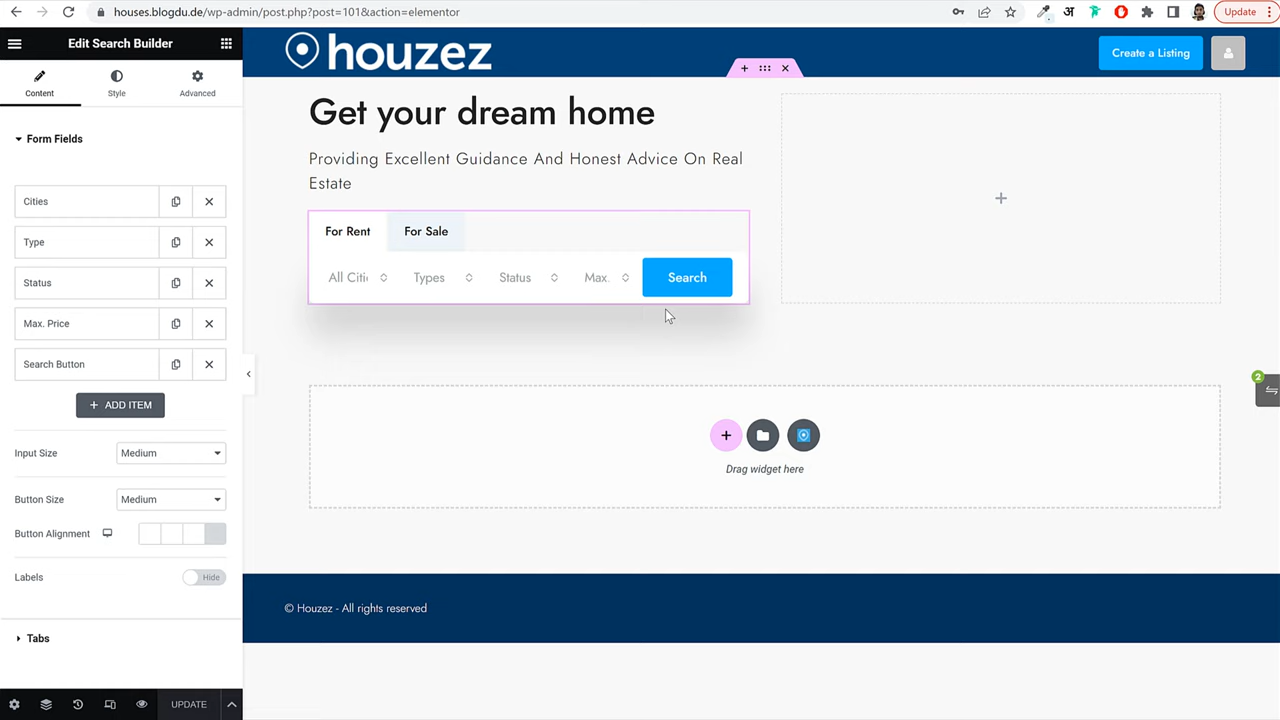 houses.blogdu.de/wp-admin/post.php?post=101&action=elementor
अ
Update
Edit Search Builder
Content
Style
Advanced
Form Fields
Cities
Type
Status
Max. Price
Search Button
ADD ITEM
Input Size
Medium
Button Size
Medium
Button Alignment
Labels
Hide
Tabs
UPDATE
houzez
Create a Listing
Get your dream home
Providing Excellent Guidance And Honest Advice On Real
Estate
For Rent
For Sale
All Citi
Types
Status
Max.
Search
Drag widget here
2
© Houzez - All rights reserved